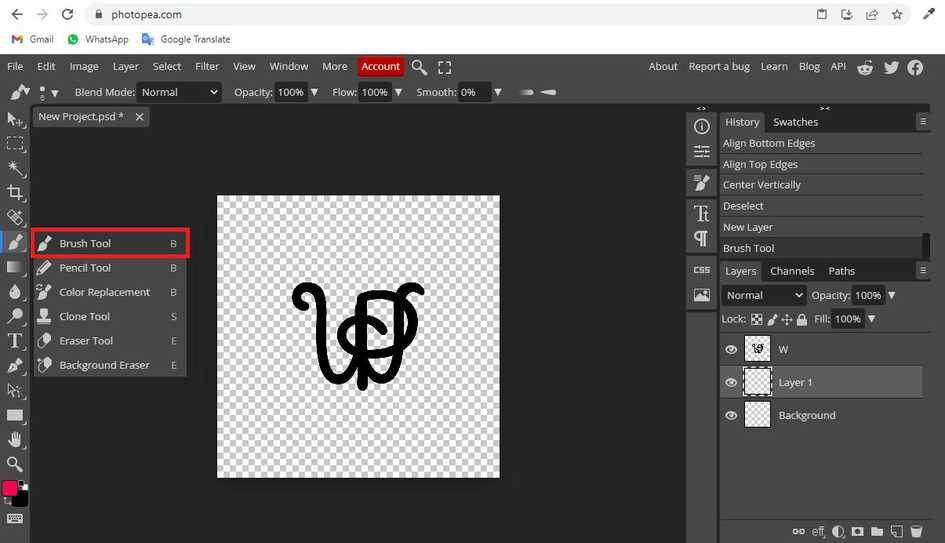 photopea.com
Gmail WhatsApp Google Translate
File Edit Image Layer Select Filter View Window More Account About Report a bug Learn Blog API
6 Blend Mode: Normal Opacity: 100% Flow: 100% Smooth: 0%
New Project.psd * History Swatches
Align Bottom Edges
Align Top Edges
Center Vertically
Deselect
New Layer
Brush Tool
Brush Tool B
Pencil Tool B
Color Replacement B
Clone Tool S
Eraser Tool E
Background Eraser E
CSS
Layers Channels Paths
Normal Opacity: 100%
Lock: Fill: 100%
W
Layer 1
Background
eff